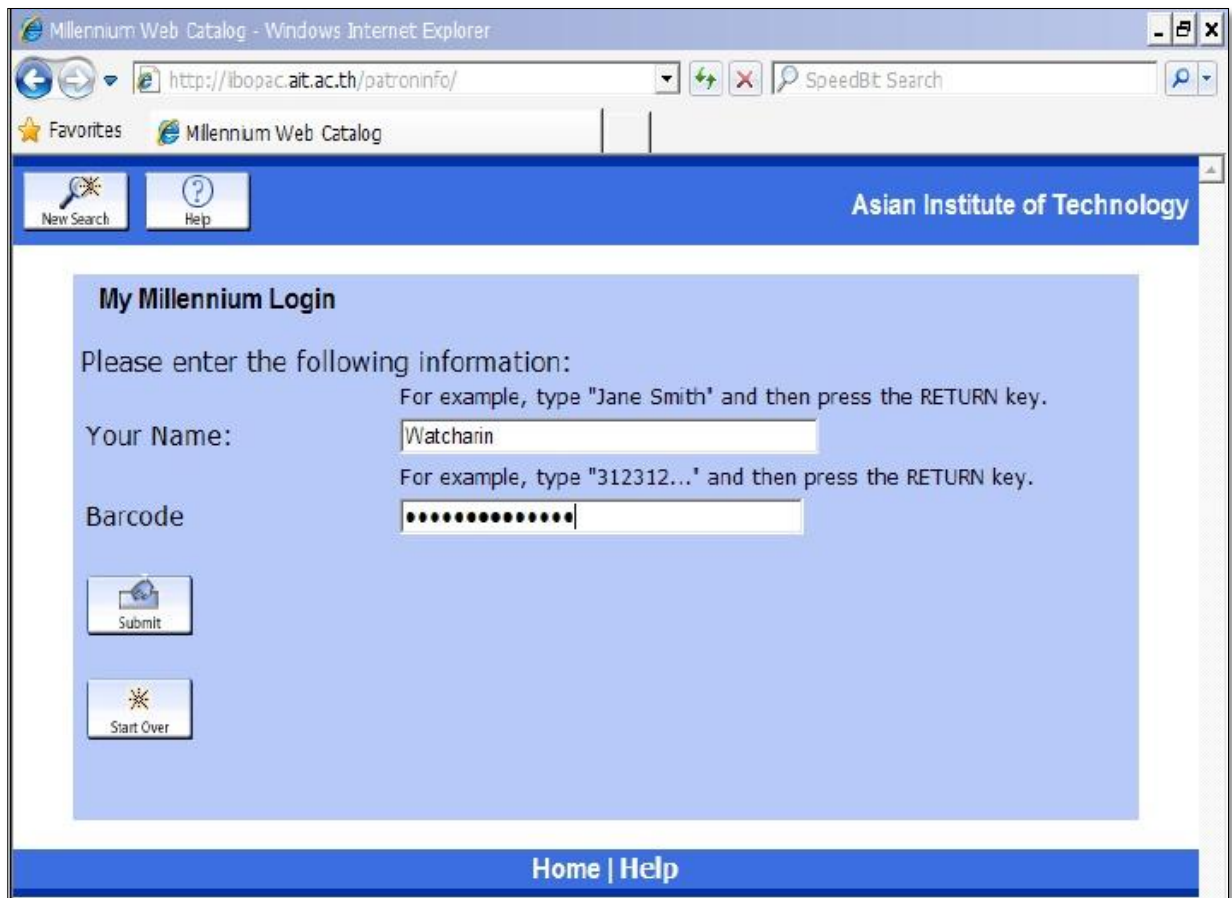 Millennium Web Catalog - Windows Internet Explorer
http://libopac.ait.ac.th/patroninfo/ SpeedBit Search
Favorites Millennium Web Catalog
New Search Help Asian Institute of Technology
My Millennium Login
Please enter the following information:
For example, type "Jane Smith" and then press the RETURN key.
Your Name: Watcharin
For example, type "312312..." and then press the RETURN key.
Barcode ••••••••••••••
Submit
Start Over
Home | Help